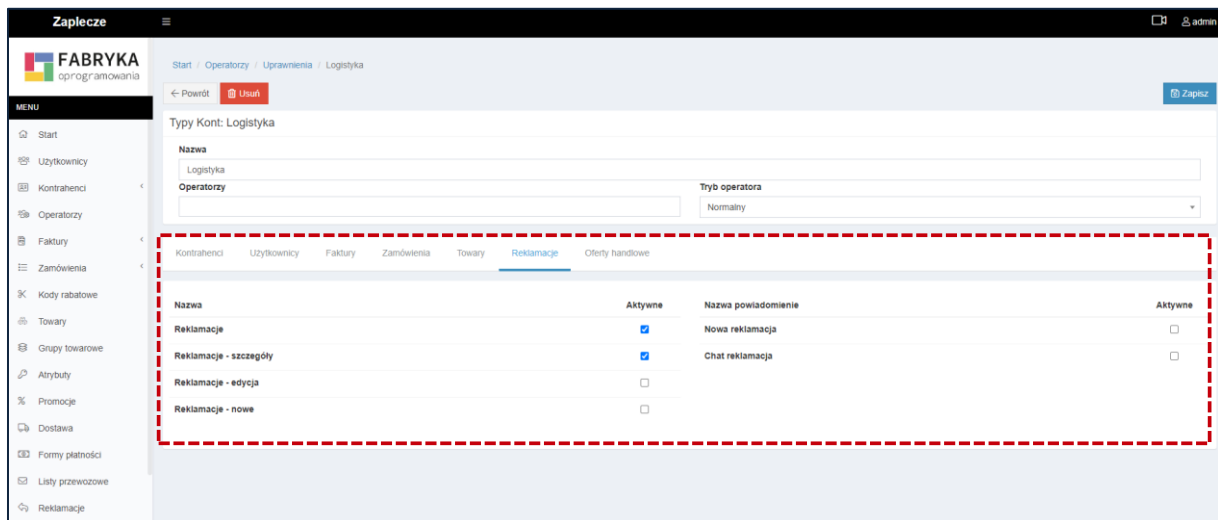 Zaplecze
admin
FABRYKA
oprogramowania
MENU
Start
Użytkownicy
Kontrahenci
Operatorzy
Faktury
Zamówienia
Kody rabatowe
Towary
Grupy towarowe
Atrybuty
Promocje
Dostawa
Formy płatności
Listy przewozowe
Reklamacje
Start / Operatorzy / Uprawnienia / Logistyka
Powrót Usuń Zapisz
Typy Kont: Logistyka
Nazwa
Logistyka
Operatorzy Tryb operatora
Normalny
Kontrahenci Użytkownicy Faktury Zamówienia Towary Reklamacje Oferty handlowe
Nazwa Aktywne Nazwa powiadomienie Aktywne
Reklamacje Nowa reklamacja
Reklamacje - szczegóły Chat reklamacja
Reklamacje - edycja
Reklamacje - nowe